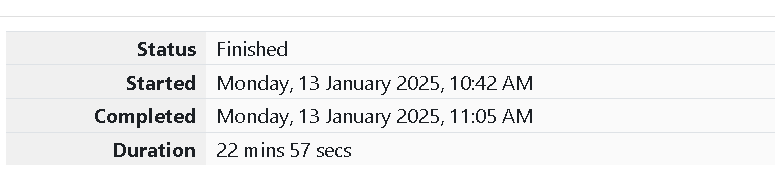 Status Finished
Started Monday, 13 January 2025, 10:42 AM
Completed Monday, 13 January 2025, 11:05 AM
Duration 22 mins 57 secs